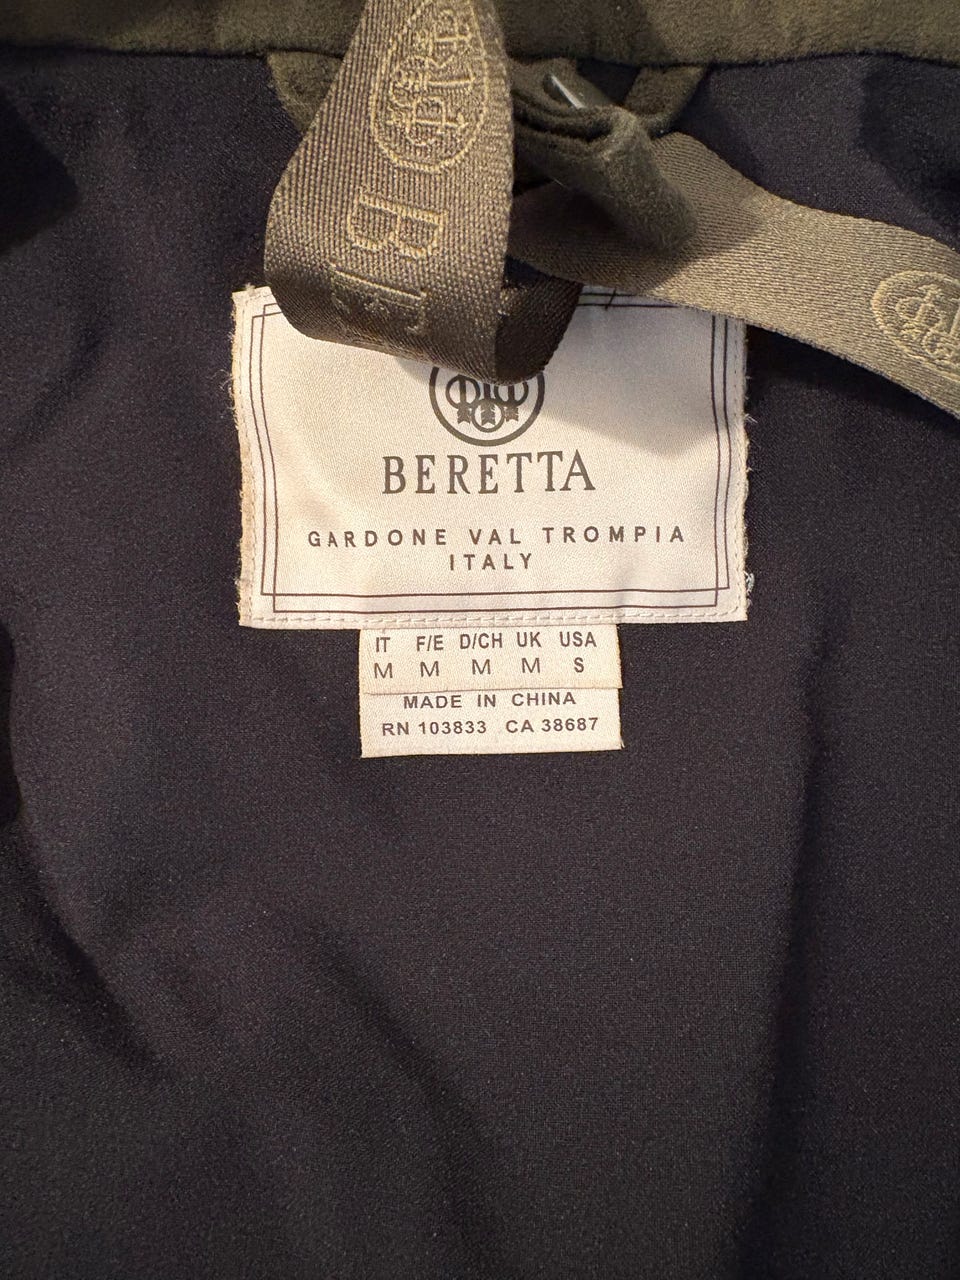 BERETTA
GARDONE VAL TROMPIA
ITALY
IT F/E D/CH UK USA
M M M M S
MADE IN CHINA
RN 103833 CA 38687